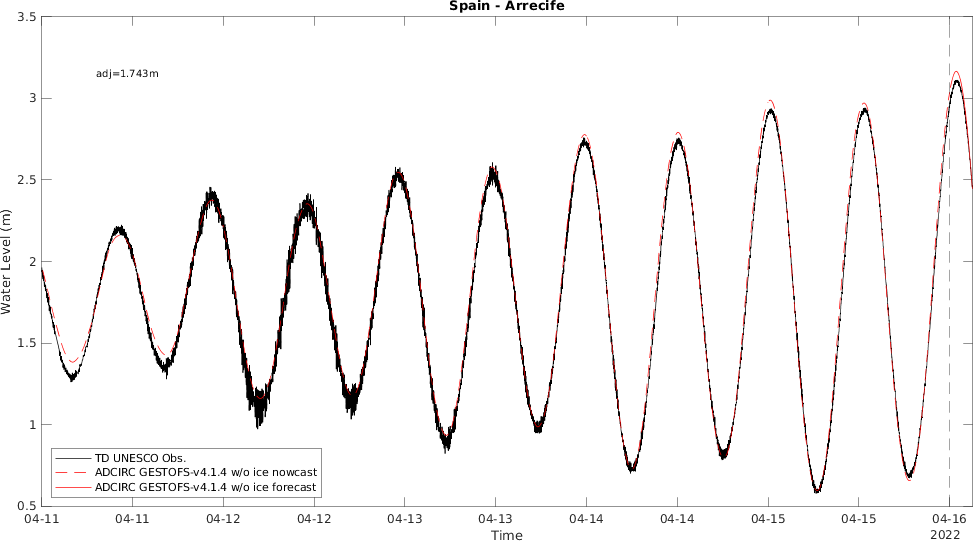 Spain - Arrecife
adj=1.743m
Water Level (m)
3.5
3
2.5
2
1.5
1
0.5
TD UNESCO Obs.
ADCIRC GESTOFS-v4.1.4 w/o ice nowcast
ADCIRC GESTOFS-v4.1.4 w/o ice forecast
04-11 04-11 04-12 04-12 04-13 04-13 04-14 04-14 04-15 04-15 04-16
Time
2022